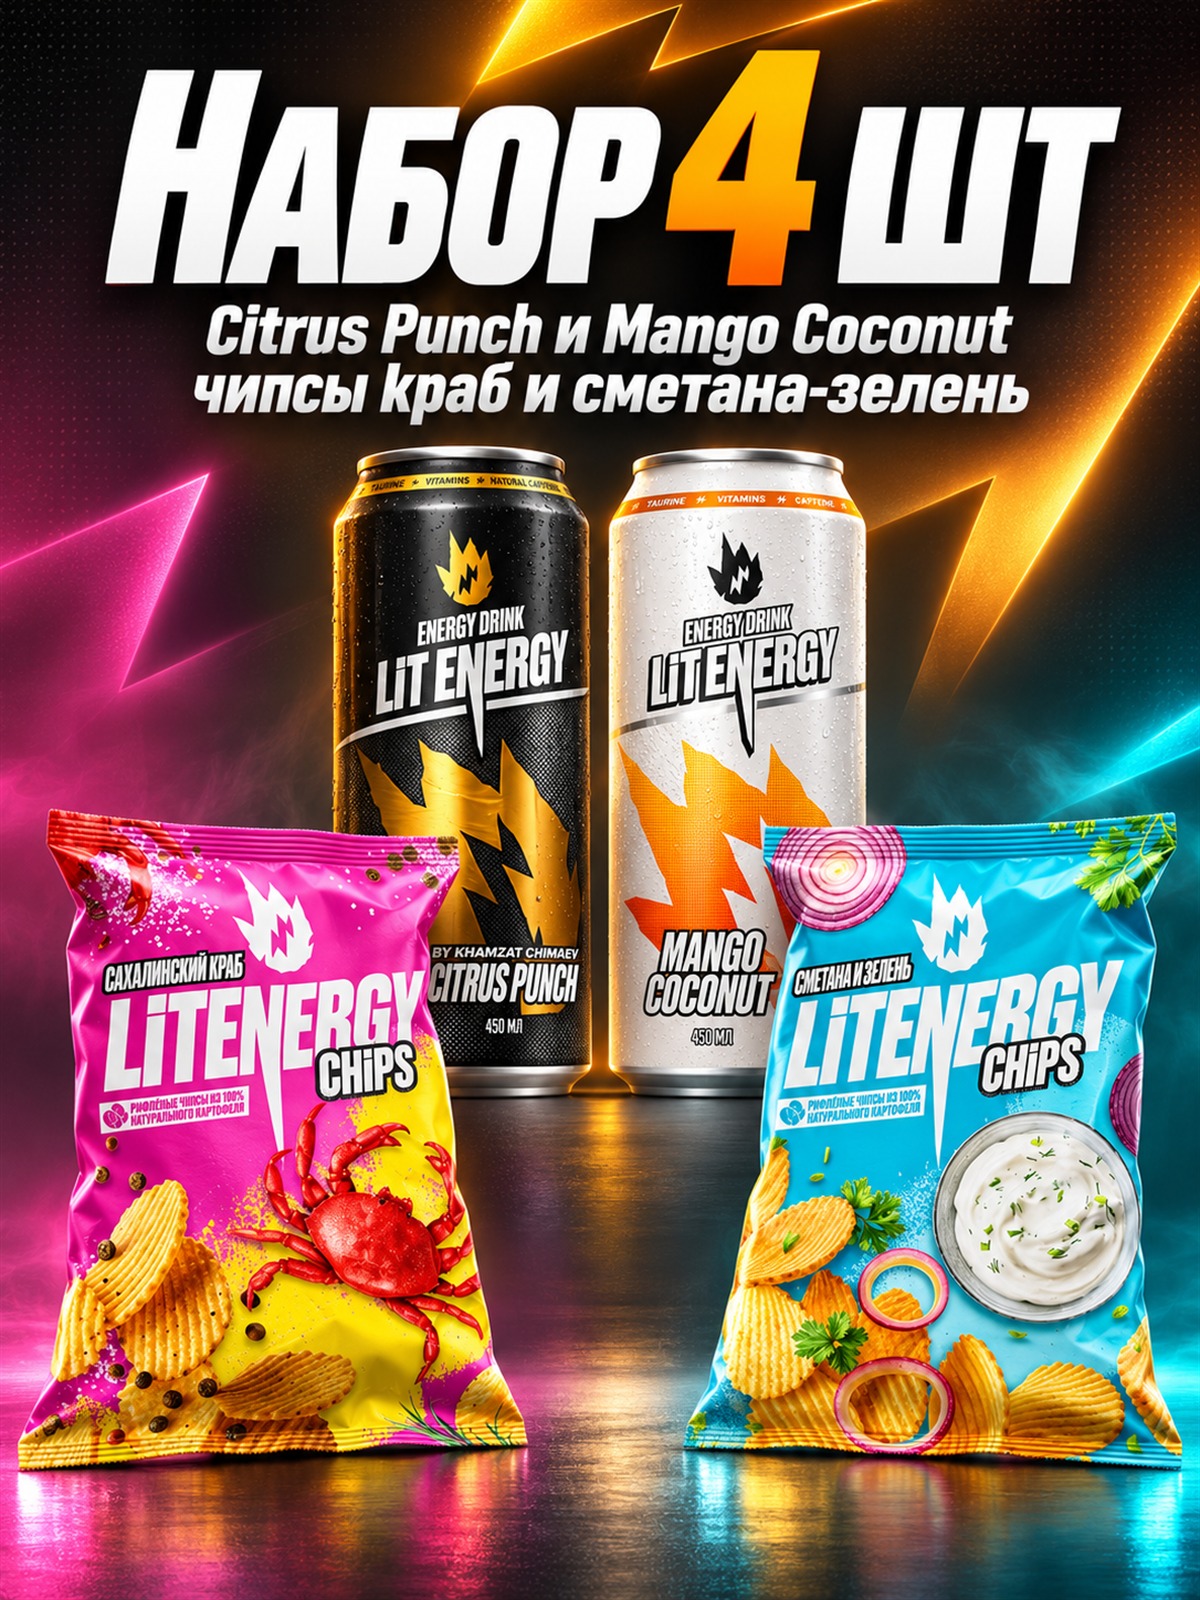 НАБОР 4 ШТ
Citrus Punch и Mango Coconut
чипсы краб и сметана-зелень
TAURINE VITAMINS NATURAL CAFFEINE
ENERGY DRINK
LiT ENERGY
BY KHAMZAT CHIMAEV
CITRUS PUNCH
450 МЛ
TAURINE VITAMINS CAFFEINE
ENERGY DRINK
LiT ENERGY
MANGO
COCONUT
450 МЛ
САХАЛИНСКИЙ КРАБ
LiTENERGY
CHiPS
РИФЛЁНЫЕ ЧИПСЫ ИЗ 100%
НАТУРАЛЬНОГО КАРТОФЕЛЯ
СМЕТАНА И ЗЕЛЕНЬ
LiTENERGY
CHiPS
РИФЛЁНЫЕ ЧИПСЫ ИЗ 100%
НАТУРАЛЬНОГО КАРТОФЕЛЯ